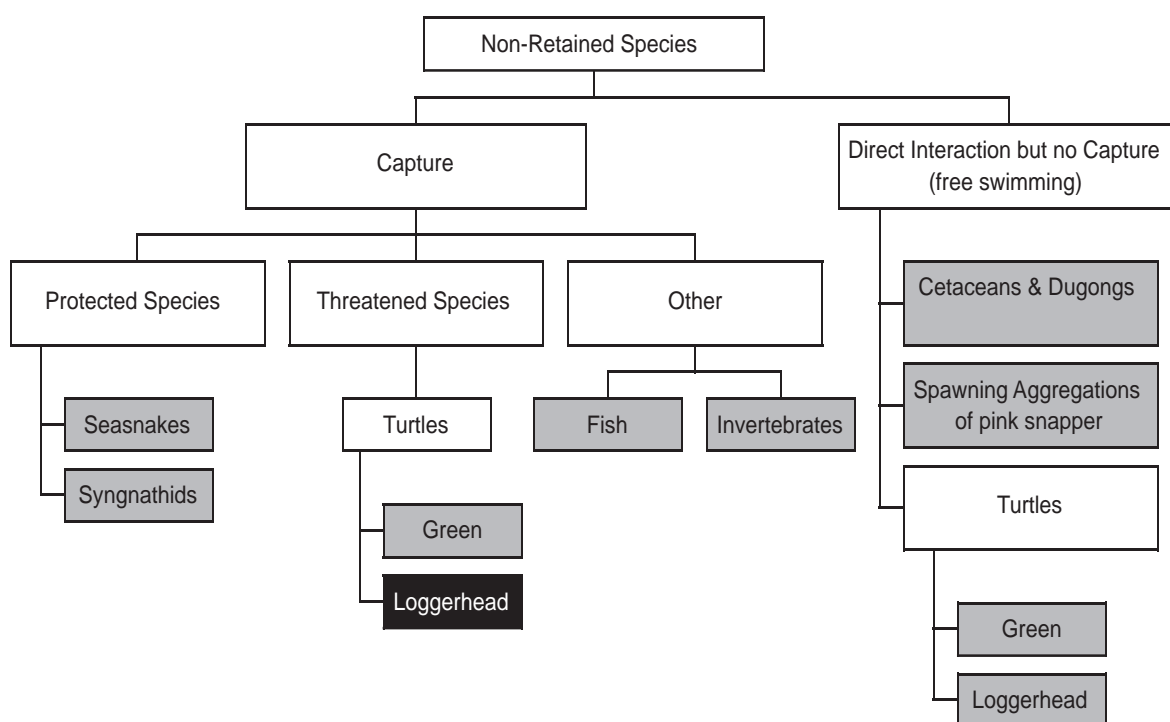 Non-Retained Species
Capture
Direct Interaction but no Capture
(free swimming)
Protected Species
Threatened Species
Other
Cetaceans & Dugongs
Seasnakes
Syngnathids
Turtles
Green
Loggerhead
Fish
Invertebrates
Spawning Aggregations
of pink snapper
Turtles
Green
Loggerhead